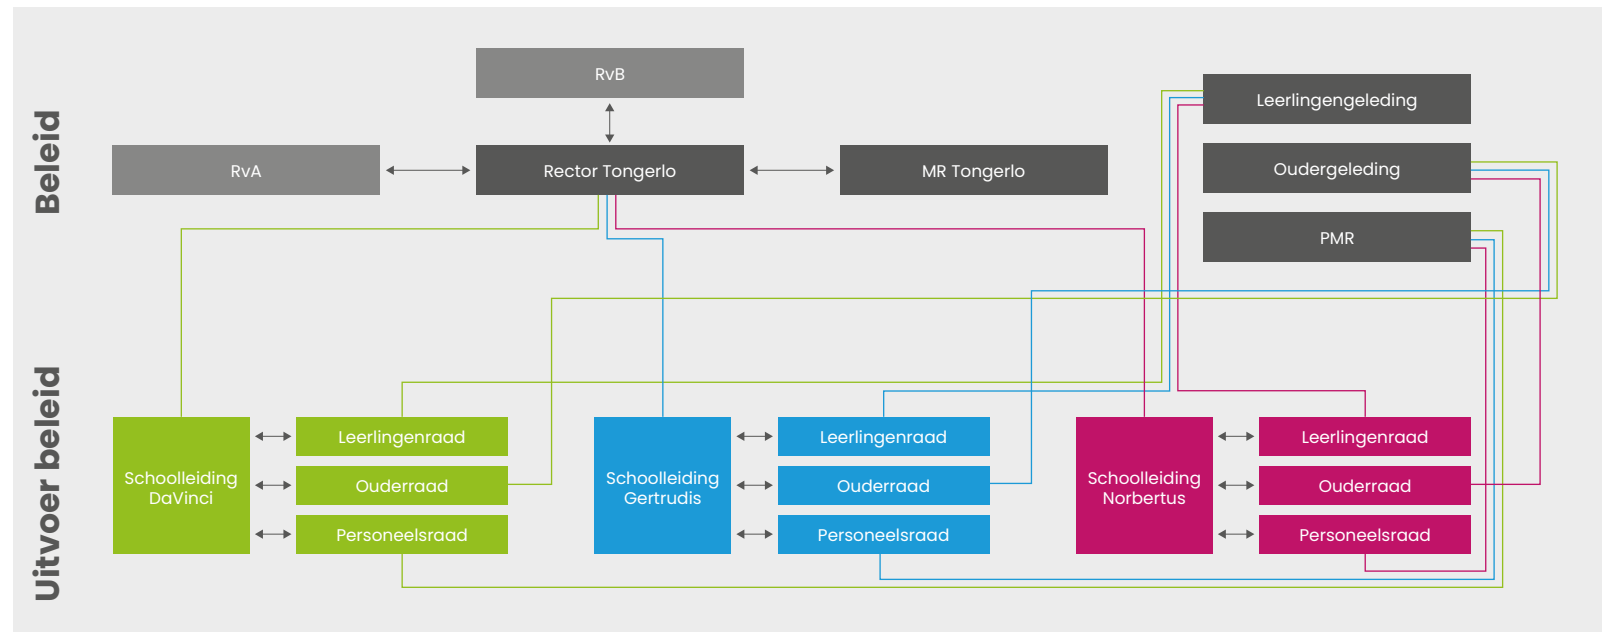 Beleid
RvB
RvA
Rector Tongerlo
MR Tongerlo
Leerlingengeleding
Oudergeleding
PMR
Uitvoer beleid
Schoolleiding
DaVinci
Leerlingenraad
Ouderraad
Personeelsraad
Schoolleiding
Gertrudis
Leerlingenraad
Ouderraad
Personeelsraad
Schoolleiding
Norbertus
Leerlingenraad
Ouderraad
Personeelsraad